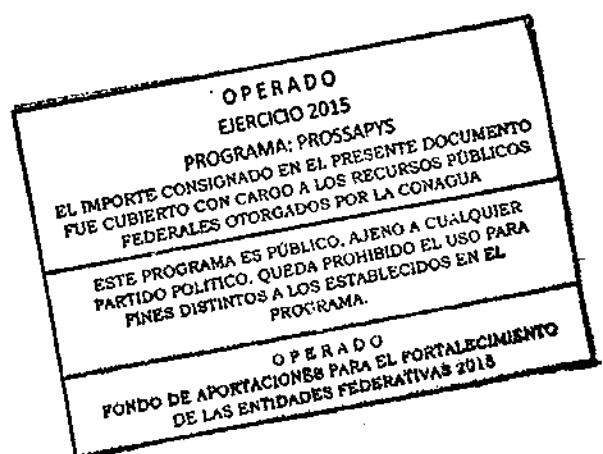 OPERADO
EJERCICIO 2015
PROGRAMA: PROSSAPYS
EL IMPORTE CONSIGNADO EN EL PRESENTE DOCUMENTO
FUE CUBIERTO CON CARGO A LOS RECURSOS PÚBLICOS
FEDERALES OTORGADOS POR LA CONAGUA
ESTE PROGRAMA ES PÚBLICO, AJENO A CUALQUIER
PARTIDO POLITICO. QUEDA PROHIBIDO EL USO PARA
FINES DISTINTOS A LOS ESTABLECIDOS EN EL
PROGRAMA.
OPERADO
FONDO DE APORTACIONES PARA EL FORTALECIMIENTO
DE LAS ENTIDADES FEDERATIVAS 2015